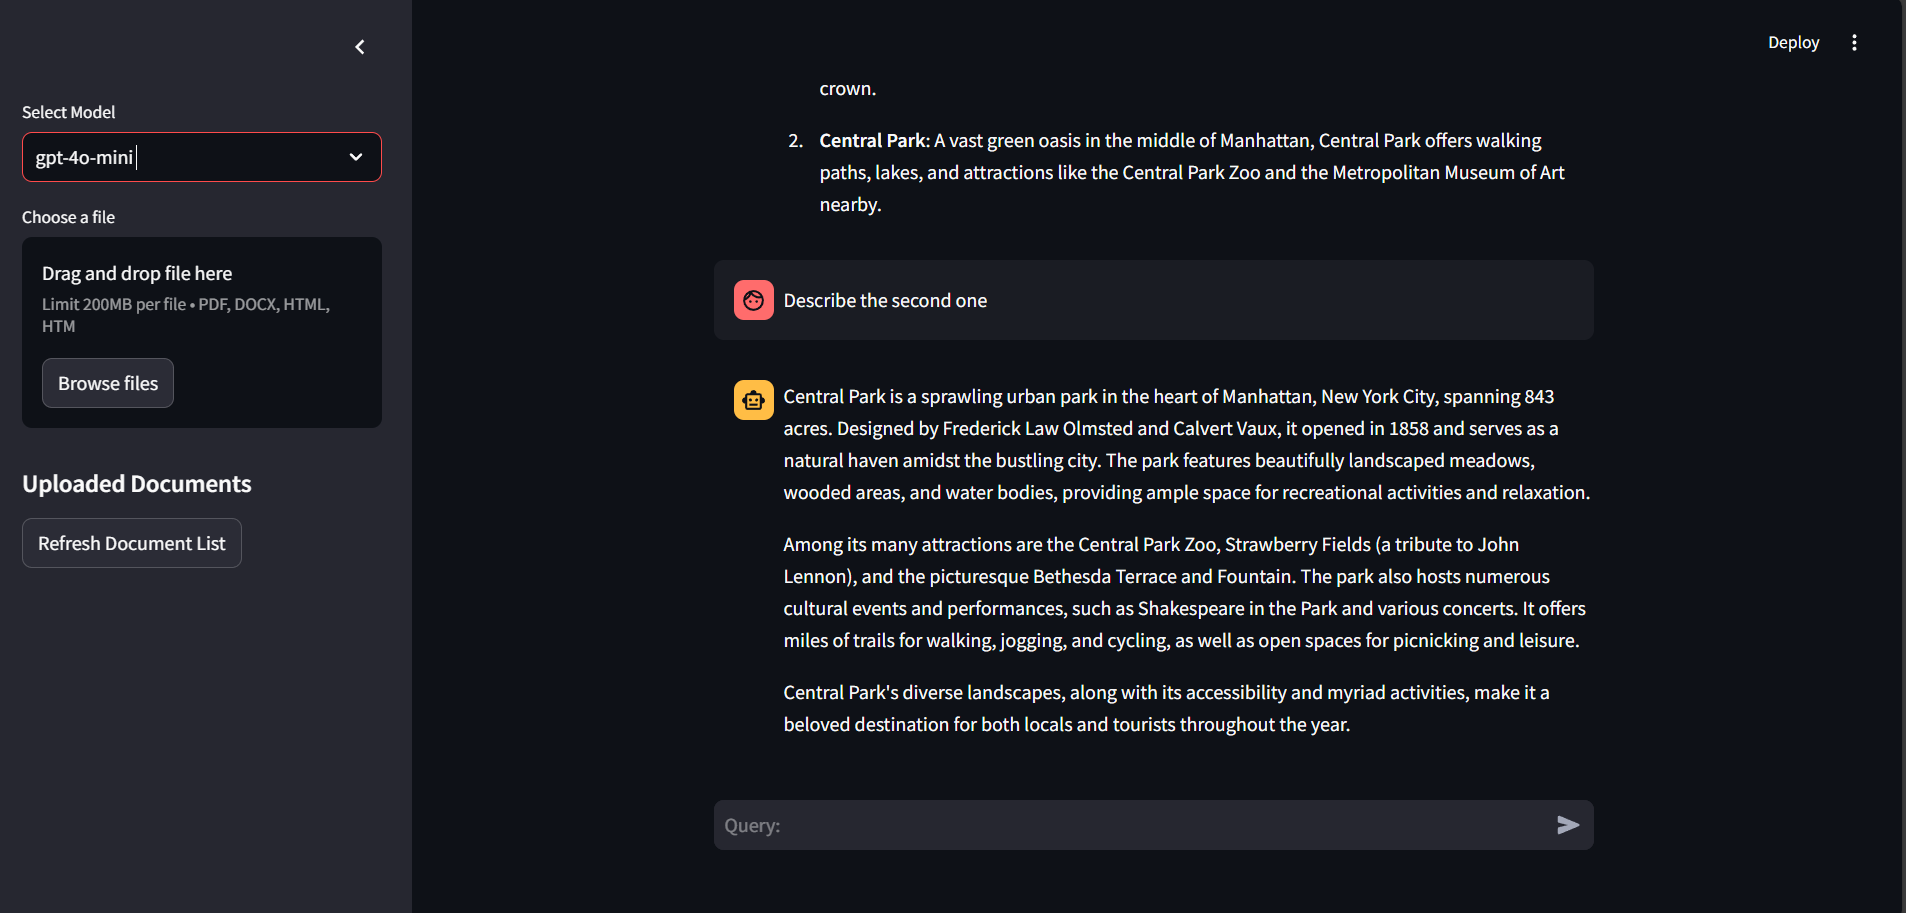 Select Model
gpt-4o-mini
Choose a file
Drag and drop file here
Limit 200MB per file • PDF, DOCX, HTML,
HTM
Browse files
Uploaded Documents
Refresh Document List
Deploy
crown.
2. Central Park: A vast green oasis in the middle of Manhattan, Central Park offers walking
paths, lakes, and attractions like the Central Park Zoo and the Metropolitan Museum of Art
nearby.
Describe the second one
Central Park is a sprawling urban park in the heart of Manhattan, New York City, spanning 843
acres. Designed by Frederick Law Olmsted and Calvert Vaux, it opened in 1858 and serves as a
natural haven amidst the bustling city. The park features beautifully landscaped meadows,
wooded areas, and water bodies, providing ample space for recreational activities and relaxation.
Among its many attractions are the Central Park Zoo, Strawberry Fields (a tribute to John
Lennon), and the picturesque Bethesda Terrace and Fountain. The park also hosts numerous
cultural events and performances, such as Shakespeare in the Park and various concerts. It offers
miles of trails for walking, jogging, and cycling, as well as open spaces for picnicking and leisure.
Central Park's diverse landscapes, along with its accessibility and myriad activities, make it a
beloved destination for both locals and tourists throughout the year.
Query: